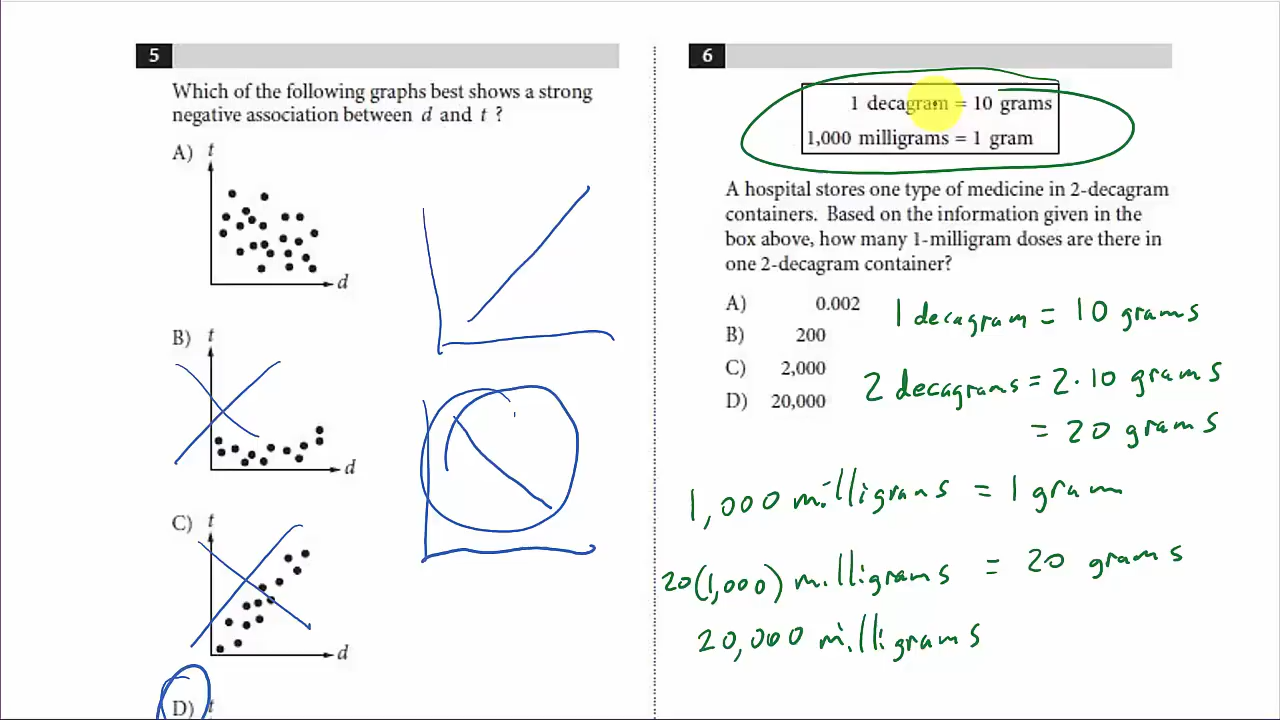 5
Which of the following graphs best shows a strong
negative association between d and t ?
A) t
d
B) t
d
C) t
d
D) t
6
1 decagram = 10 grams
1,000 milligrams = 1 gram
A hospital stores one type of medicine in 2-decagram
containers. Based on the information given in the
box above, how many 1-milligram doses are there in
one 2-decagram container?
A) 0.002
B) 200
C) 2,000
D) 20,000
1 decagram = 10 grams
2 decagrams = 2·10 grams
= 20 grams
1,000 milligrams = 1 gram
20(1,000) milligrams = 20 grams
20,000 milligrams